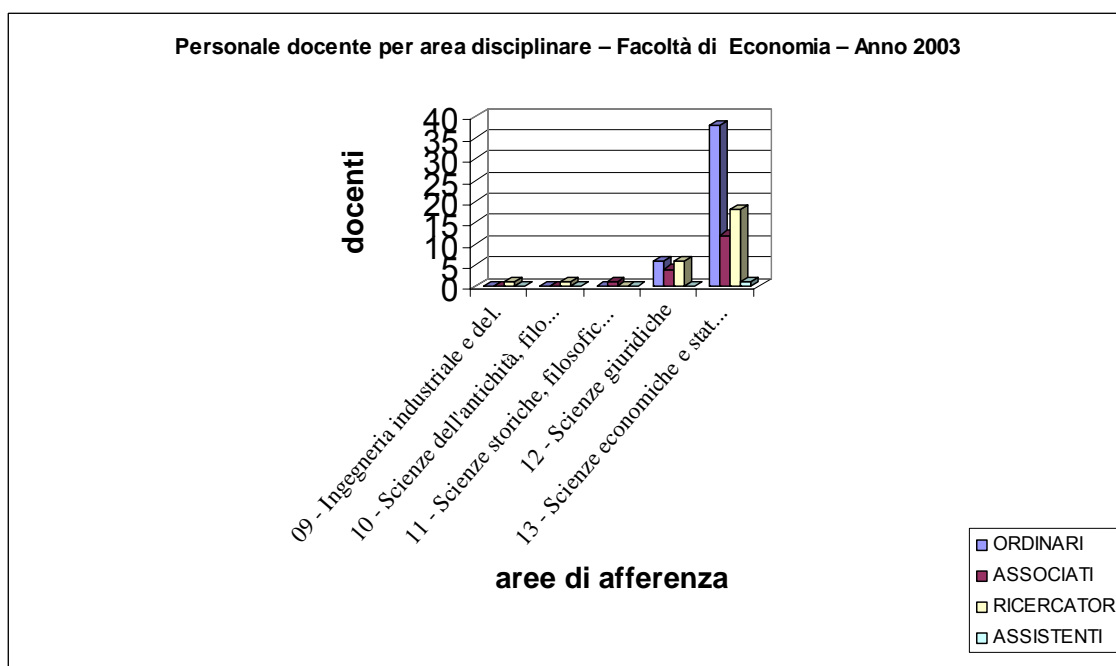 Personale docente per area disciplinare – Facoltà di Economia – Anno 2003
docenti
40
35
30
25
20
15
10
5
0
09 - Ingegneria industriale e del.
10 - Scienze dell'antichità, filo...
11 - Scienze storiche, filosofic...
12 - Scienze giuridiche
13 - Scienze economiche e stat...
aree di afferenza
ORDINARI
ASSOCIATI
RICERCATOR
ASSISTENTI